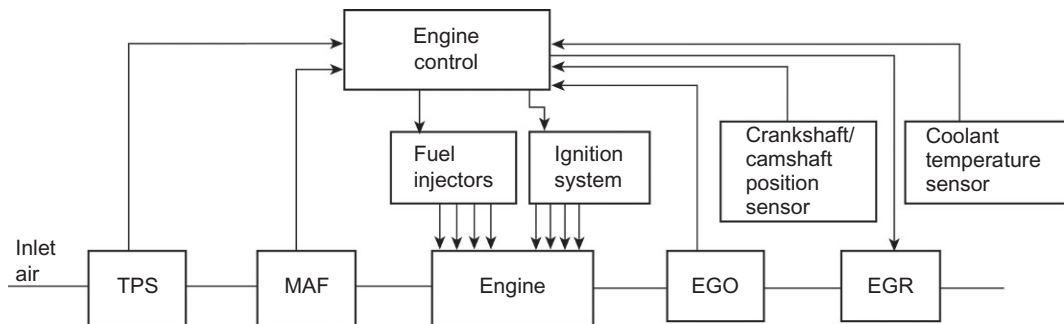 Engine
control
Fuel
injectors
Ignition
system
Crankshaft/
camshaft
position
sensor
Coolant
temperature
sensor
Inlet
air
TPS
MAF
Engine
EGO
EGR